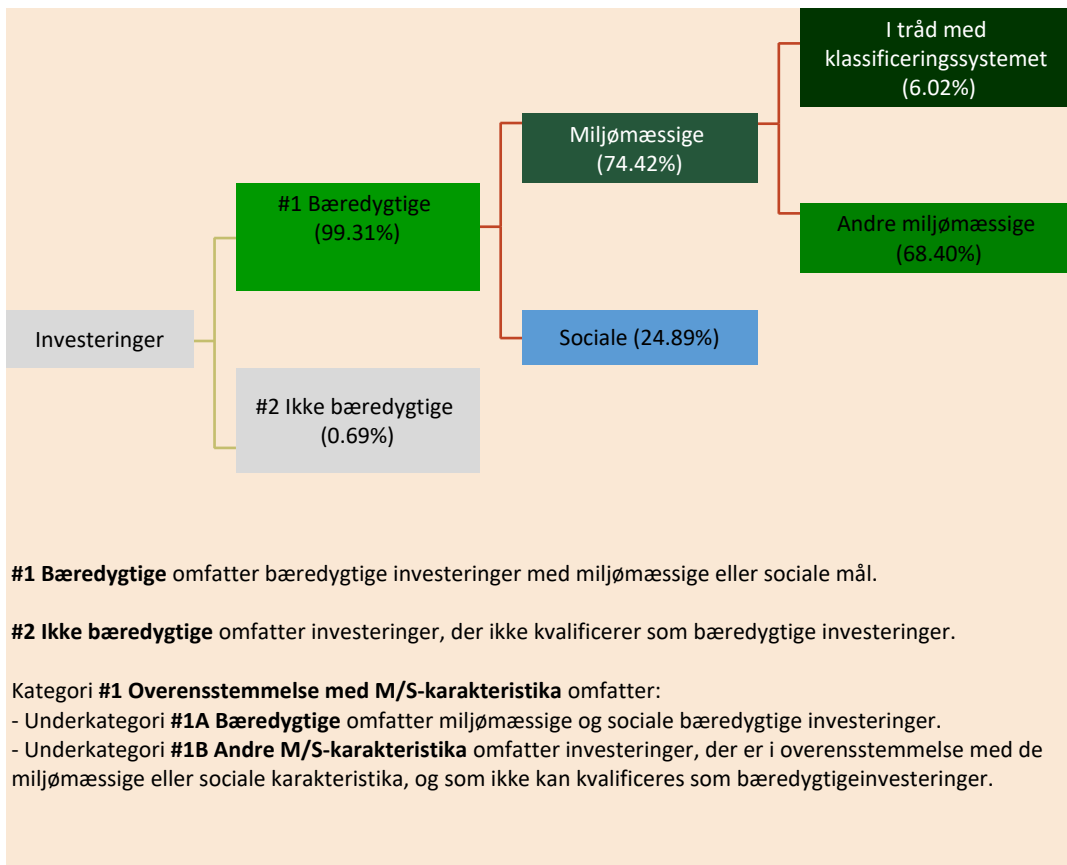 I tråd med
klassificeringssystemet
(6.02%)
Miljømæssige
(74.42%)
#1 Bæredygtige
(99.31%)
Andre miljømæssige
(68.40%)
Investeringer
Sociale (24.89%)
#2 Ikke bæredygtige
(0.69%)
#1 Bæredygtige omfatter bæredygtige investeringer med miljømæssige eller sociale mål.
#2 Ikke bæredygtige omfatter investeringer, der ikke kvalificerer som bæredygtige investeringer.
Kategori #1 Overensstemmelse med M/S-karakteristika omfatter:
- Underkategori #1A Bæredygtige omfatter miljømæssige og sociale bæredygtige investeringer.
- Underkategori #1B Andre M/S-karakteristika omfatter investeringer, der er i overensstemmelse med de
miljømæssige eller sociale karakteristika, og som ikke kan kvalificeres som bæredygtigeinvesteringer.